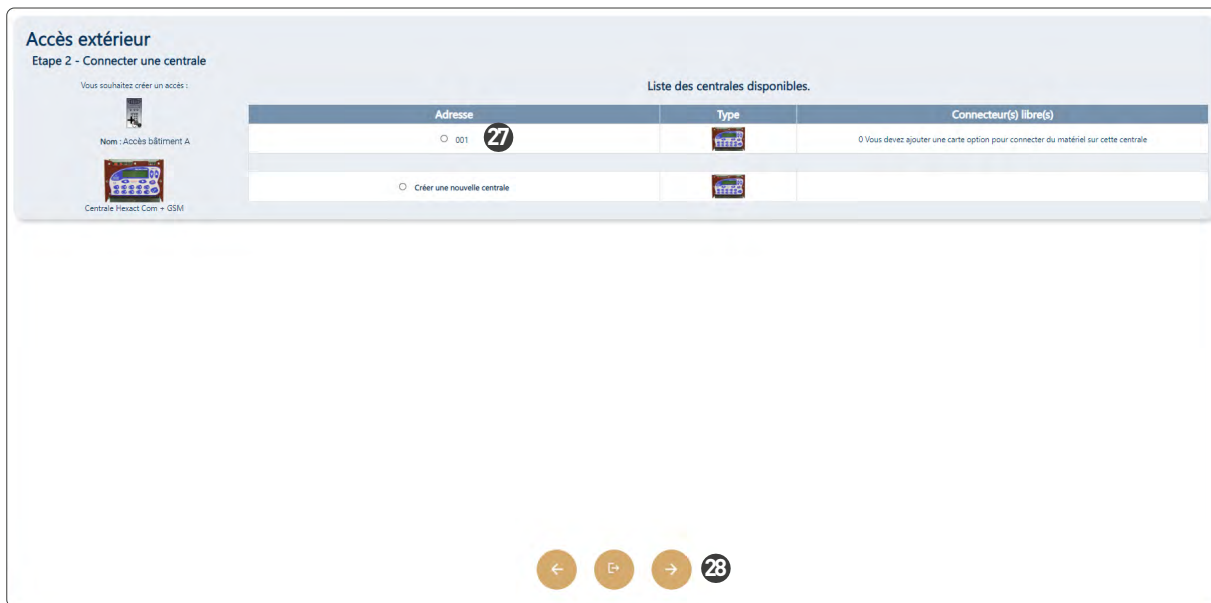 Accès extérieur
Etape 2 - Connecter une centrale
Vous souhaitez créer un accès :
Nom : Accès bâtiment A
Centrale Hexact Com + GSM
Liste des centrales disponibles.
Adresse Type Connecteur(s) libre(s)
001 27 0 Vous devez ajouter une carte option pour connecter du matériel sur cette centrale
Créer une nouvelle centrale
28